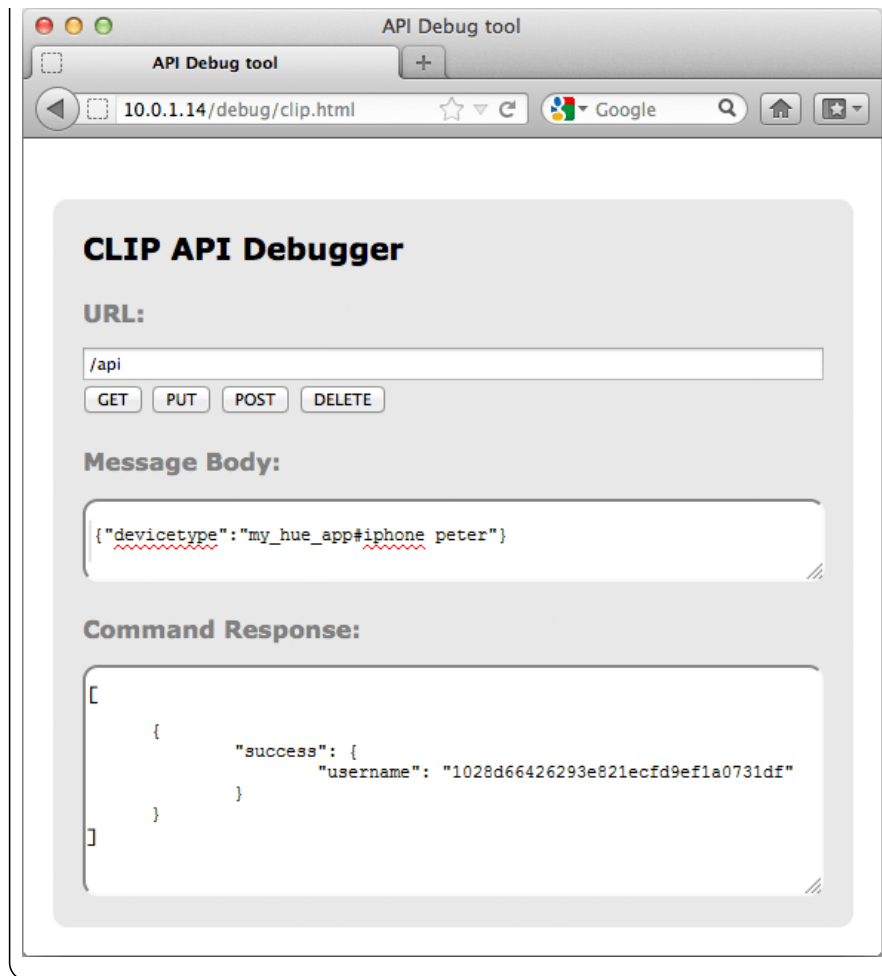 API Debug tool
API Debug tool
10.0.1.14/debug/clip.html Google
CLIP API Debugger
URL:
/api
GET PUT POST DELETE
Message Body:
{"devicetype":"my_hue_app#iphone peter"}
Command Response:
[
{
"success": {
"username": "1028d66426293e821ecfd9ef1a0731df"
}
}
]